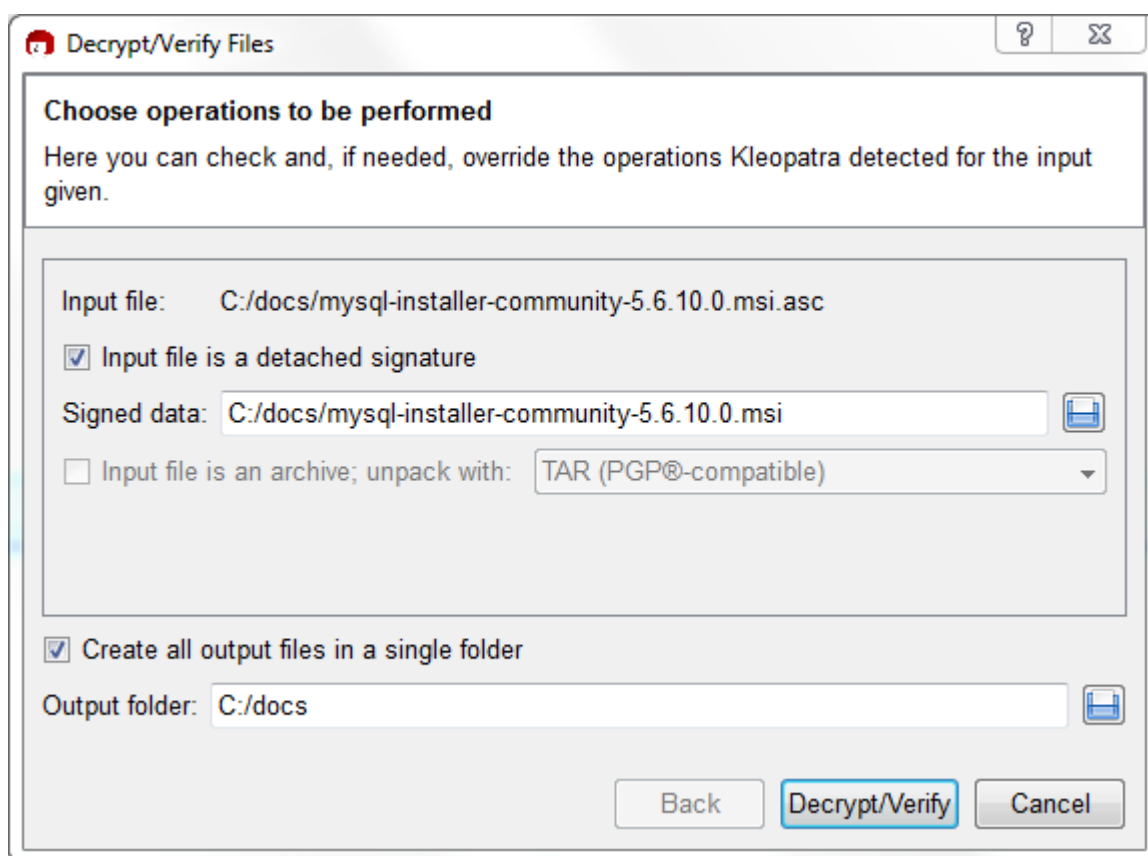 Decrypt/Verify Files
Choose operations to be performed
Here you can check and, if needed, override the operations Kleopatra detected for the input
given.
Input file: C:/docs/mysql-installer-community-5.6.10.0.msi.asc
Input file is a detached signature
Signed data: C:/docs/mysql-installer-community-5.6.10.0.msi
Input file is an archive; unpack with: TAR (PGP®-compatible)
Create all output files in a single folder
Output folder: C:/docs
Back Decrypt/Verify Cancel